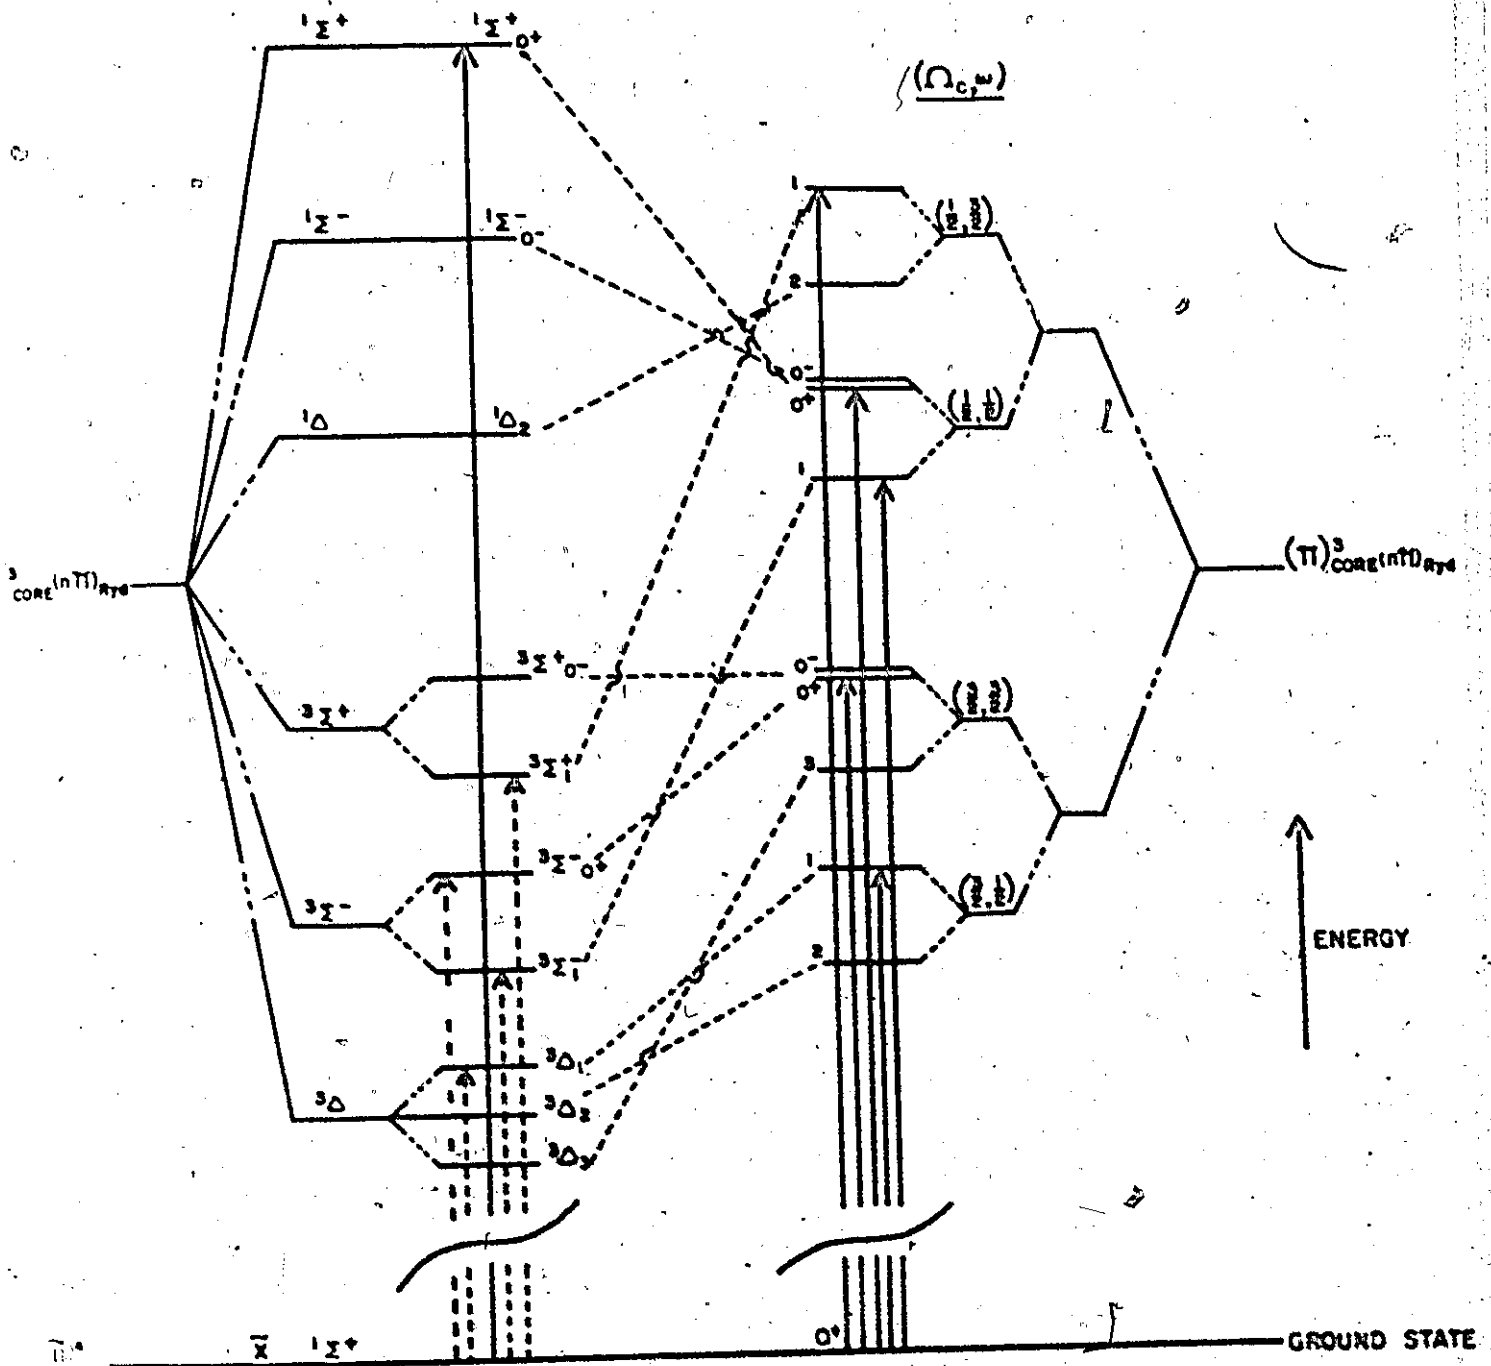 ¹Σ⁺ ¹Σ⁺ 0⁺
(Ω_c, ω)
1
(1/2, 3/2)
¹Σ⁻ ¹Σ⁻ 0⁻
2
0⁻
0⁺
(1/2, 1/2)
¹Δ ¹Δ₂
1
³CORE(nΠ)Ryd
(Π)³CORE(nΠ)Ryd
³Σ⁺0⁻
0⁻
0⁺
(3/2, 3/2)
³Σ⁺
³Σ⁺₁
3
³Σ⁻0⁺
1
(3/2, 1/2)
³Σ⁻
³Σ⁻₁
2
ENERGY
³Δ₁
³Δ
³Δ₂
³Δ₃
X̄ ¹Σ⁺
0⁺
GROUND STATE